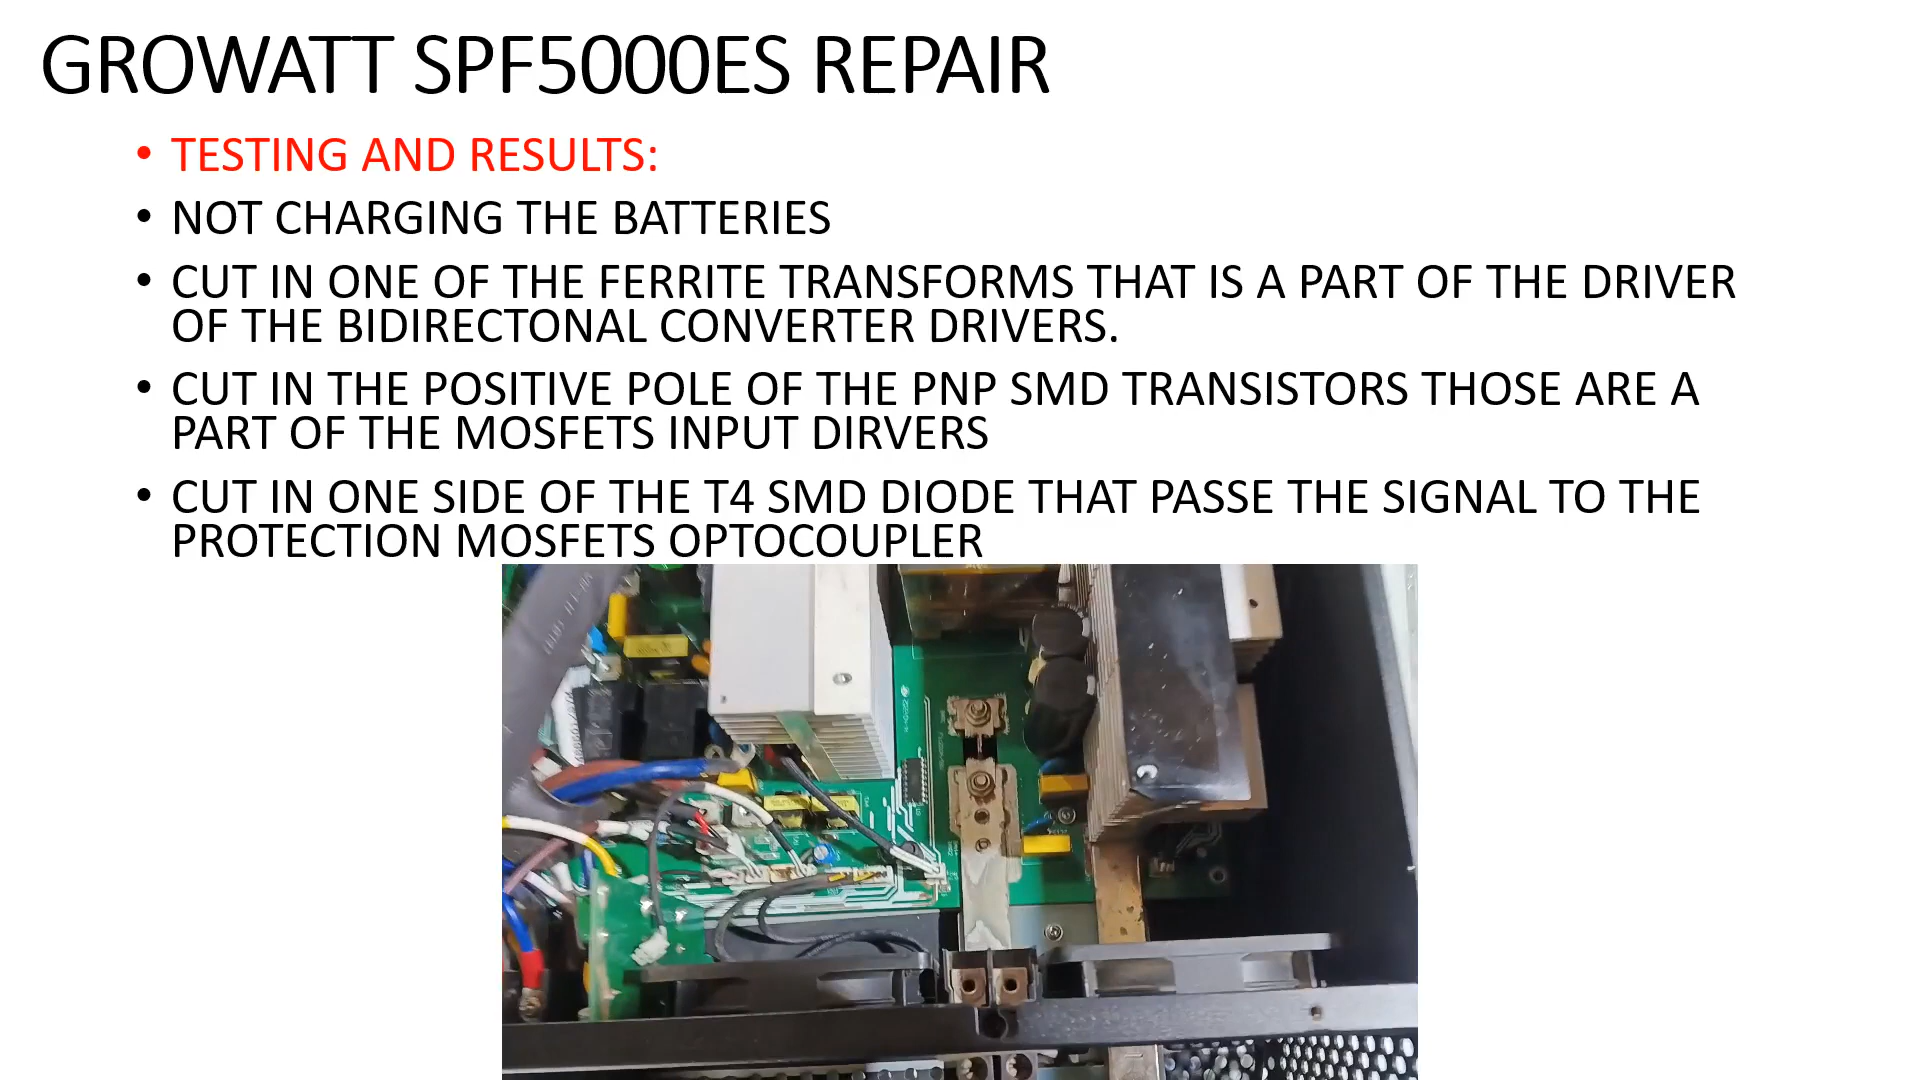 GROWATT SPF5000ES REPAIR
• TESTING AND RESULTS:
• NOT CHARGING THE BATTERIES
• CUT IN ONE OF THE FERRITE TRANSFORMS THAT IS A PART OF THE DRIVER
OF THE BIDIRECTONAL CONVERTER DRIVERS.
• CUT IN THE POSITIVE POLE OF THE PNP SMD TRANSISTORS THOSE ARE A
PART OF THE MOSFETS INPUT DIRVERS
• CUT IN ONE SIDE OF THE T4 SMD DIODE THAT PASSE THE SIGNAL TO THE
PROTECTION MOSFETS OPTOCOUPLER